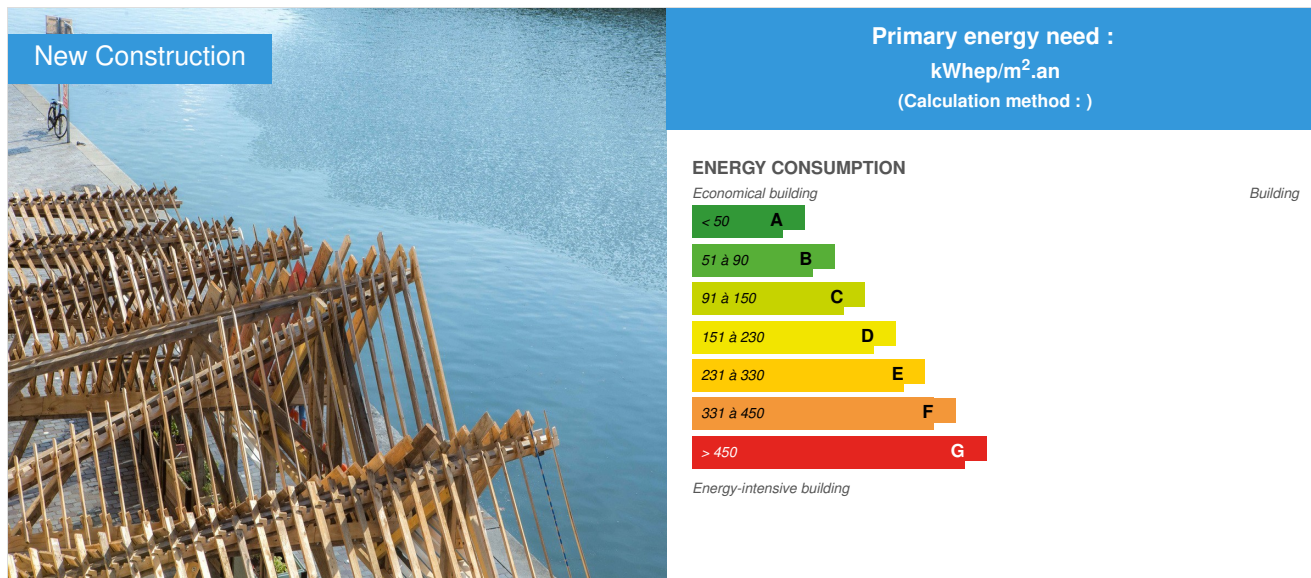 New Construction
Primary energy need :
kWhep/m².an
(Calculation method : )
ENERGY CONSUMPTION
Economical building
Building
< 50 A
51 à 90 B
91 à 150 C
151 à 230 D
231 à 330 E
331 à 450 F
> 450 G
Energy-intensive building